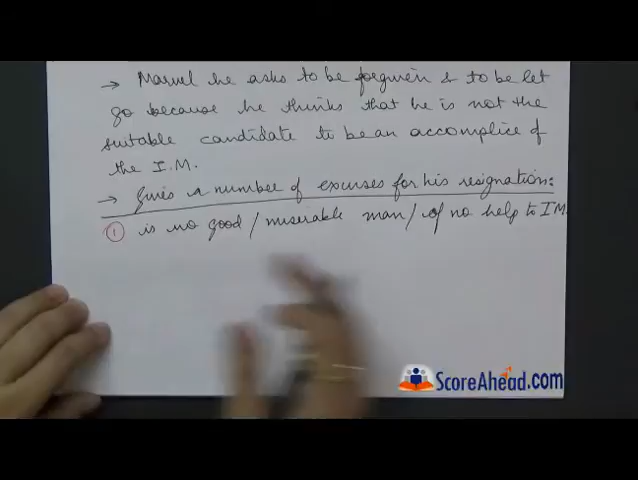 → Marvel he asks to be forgiven & to be let
go because he thinks that he is not the
suitable candidate to be an accomplice of
the I.M.
→ Gives a number of excuses for his resignation:
① is no good / miserable man / of no help to I M.
ScoreAhead.com